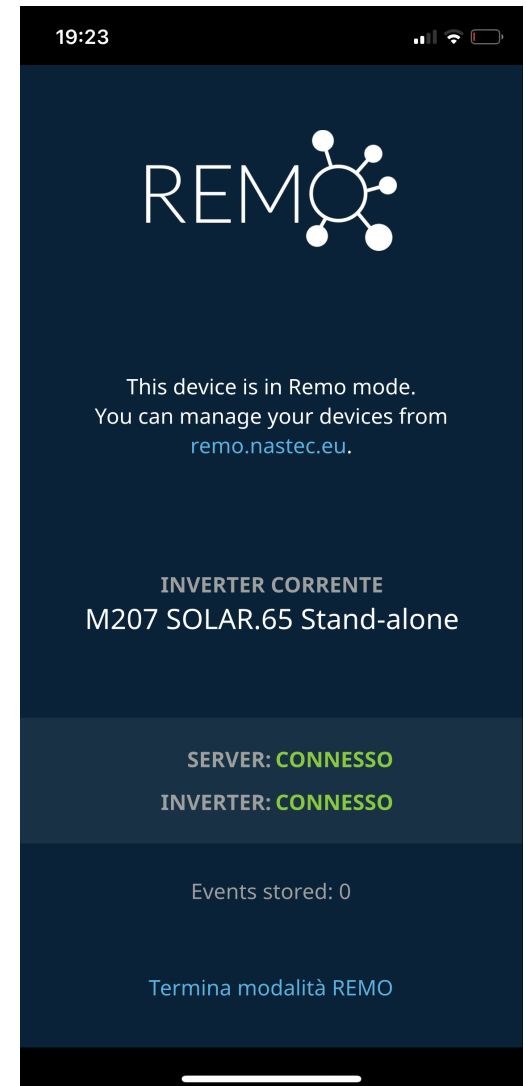 19:23
REMO
This device is in Remo mode.
You can manage your devices from
remo.nastec.eu.
INVERTER CORRENTE
M207 SOLAR.65 Stand-alone
SERVER: CONNESSO
INVERTER: CONNESSO
Events stored: 0
Termina modalità REMO